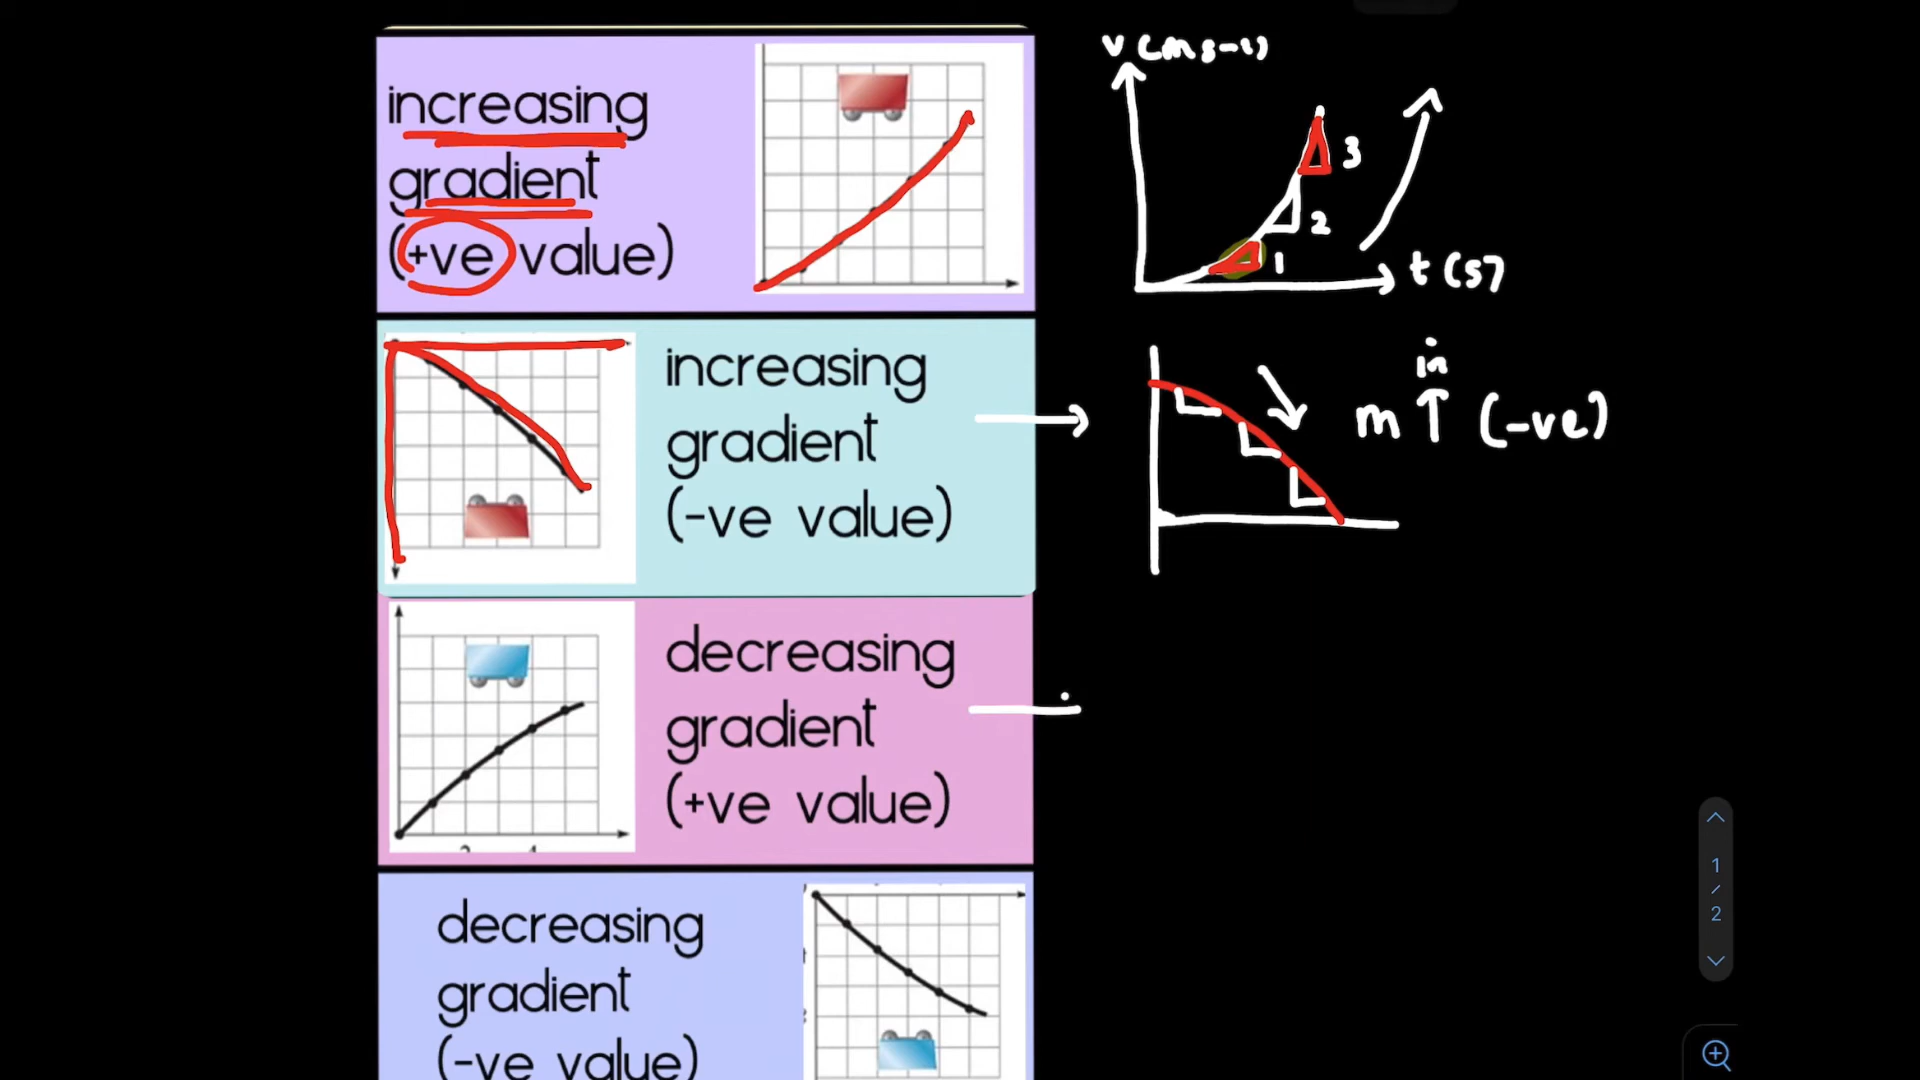 increasing
gradient
(+ve value)
v (ms-1)
3
2
1
t (s)
increasing
gradient
(-ve value)
in
m ↑ (-ve)
decreasing
gradient
(+ve value)
decreasing
gradient
(-ve value)
1
/
2